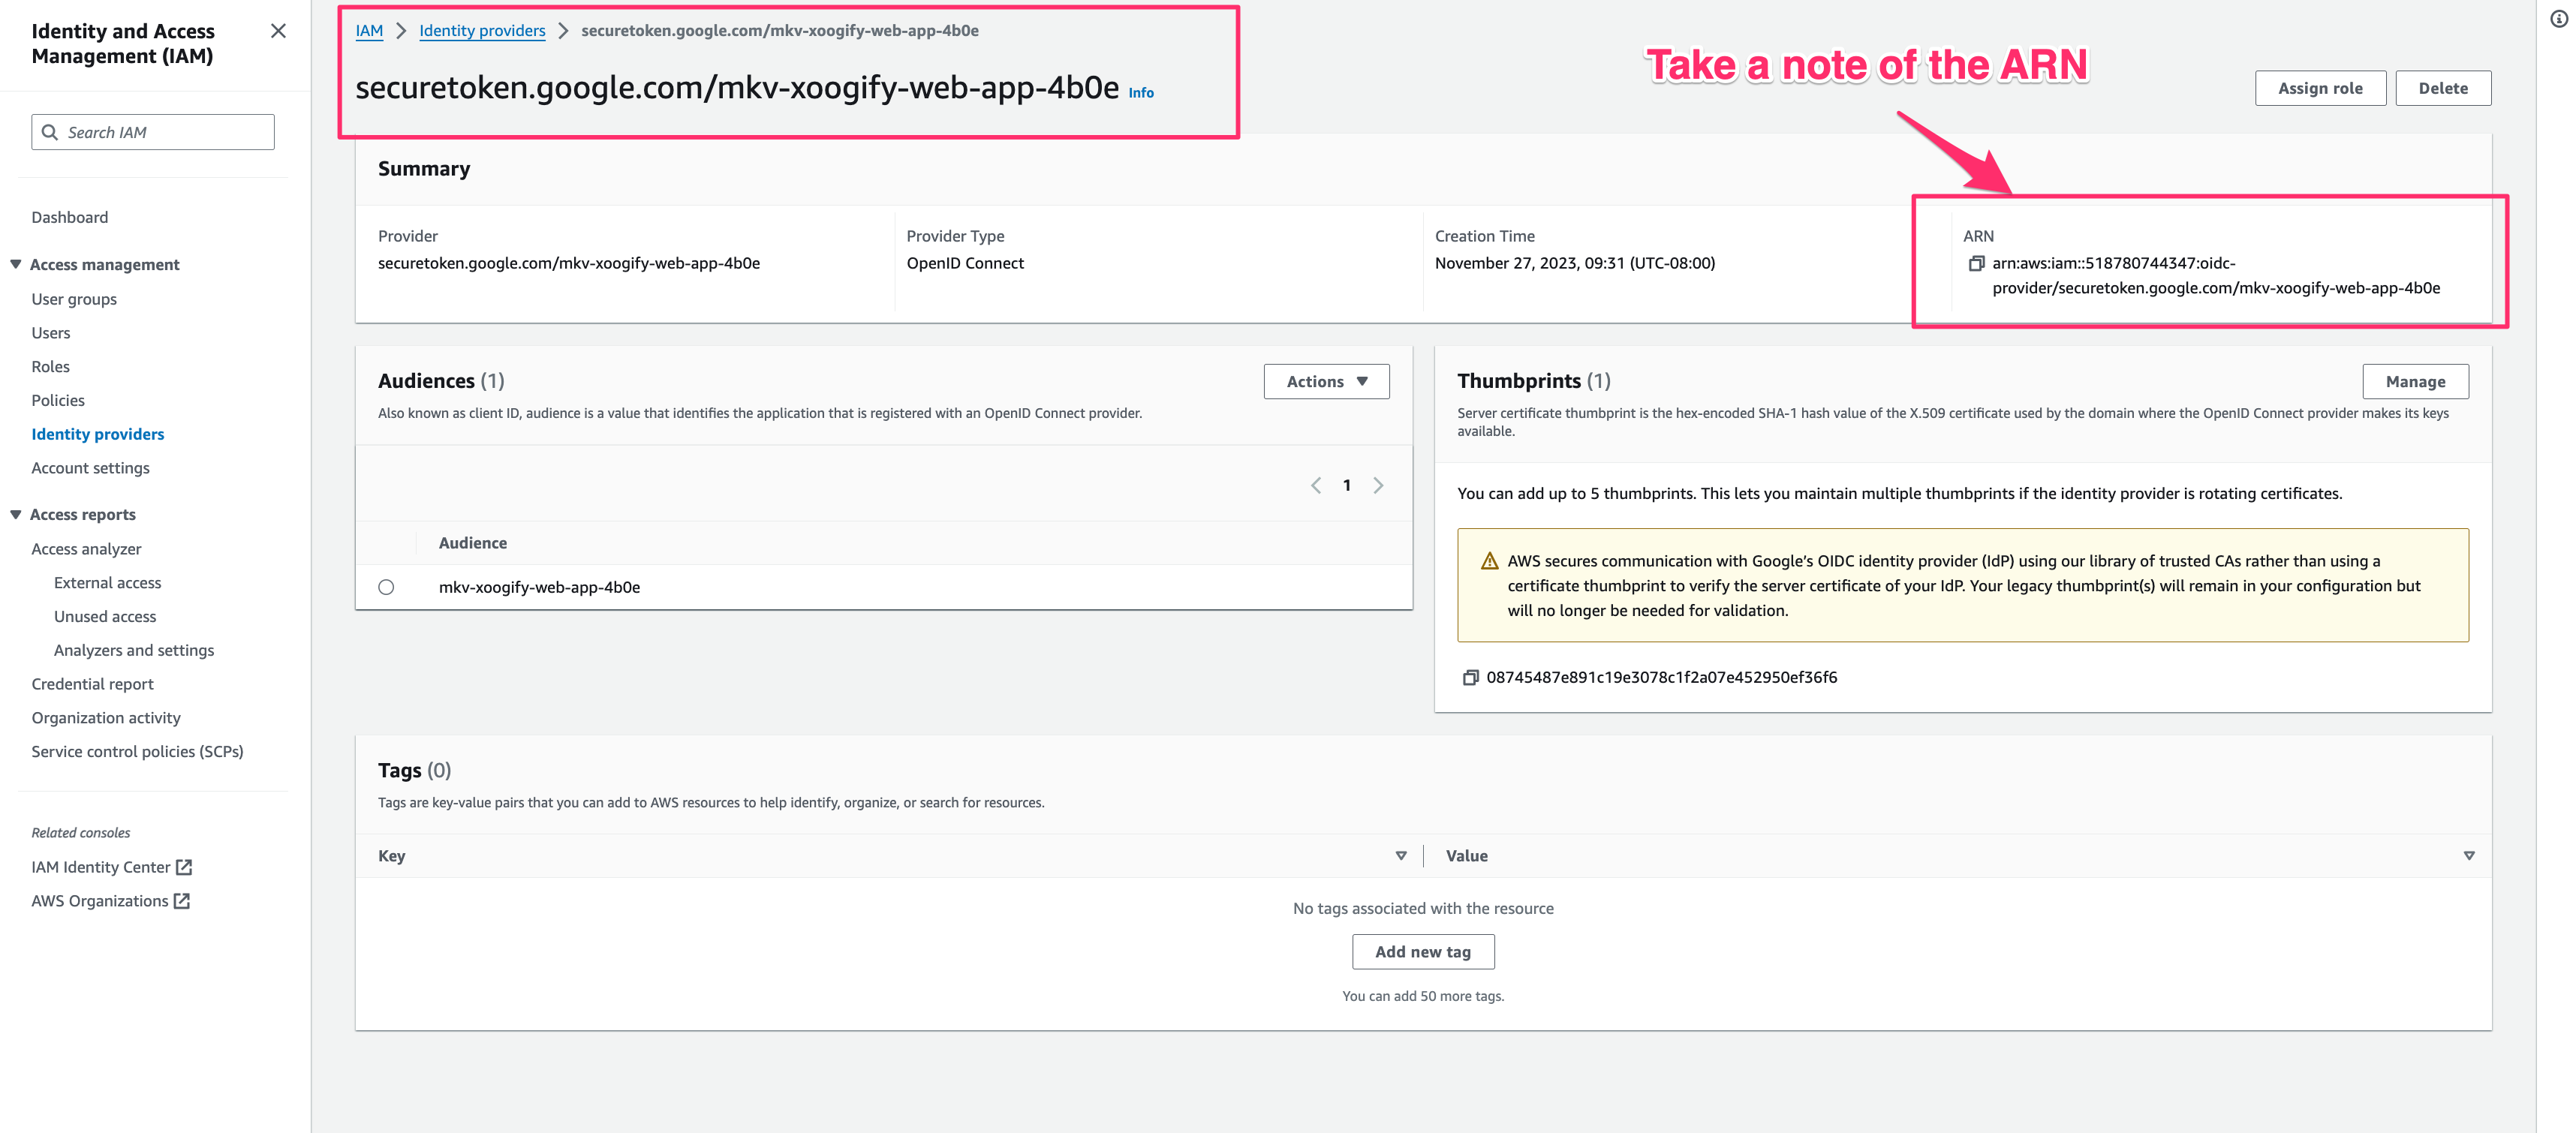 Identity and Access
Management (IAM)
Search IAM
Dashboard
Access management
User groups
Users
Roles
Policies
Identity providers
Account settings
Access reports
Access analyzer
External access
Unused access
Analyzers and settings
Credential report
Organization activity
Service control policies (SCPs)
Related consoles
IAM Identity Center
AWS Organizations
IAM > Identity providers > securetoken.google.com/mkv-xoogify-web-app-4b0e
securetoken.google.com/mkv-xoogify-web-app-4b0e Info
Take a note of the ARN
Assign role
Delete
Summary
Provider
securetoken.google.com/mkv-xoogify-web-app-4b0e
Provider Type
OpenID Connect
Creation Time
November 27, 2023, 09:31 (UTC-08:00)
ARN
arn:aws:iam::518780744347:oidc-
provider/securetoken.google.com/mkv-xoogify-web-app-4b0e
Audiences (1)
Actions
Also known as client ID, audience is a value that identifies the application that is registered with an OpenID Connect provider.
1
Audience
mkv-xoogify-web-app-4b0e
Thumbprints (1)
Manage
Server certificate thumbprint is the hex-encoded SHA-1 hash value of the X.509 certificate used by the domain where the OpenID Connect provider makes its keys
available.
You can add up to 5 thumbprints. This lets you maintain multiple thumbprints if the identity provider is rotating certificates.
AWS secures communication with Google's OIDC identity provider (IdP) using our library of trusted CAs rather than using a
certificate thumbprint to verify the server certificate of your IdP. Your legacy thumbprint(s) will remain in your configuration but
will no longer be needed for validation.
08745487e891c19e3078c1f2a07e452950ef36f6
Tags (0)
Tags are key-value pairs that you can add to AWS resources to help identify, organize, or search for resources.
Key
Value
No tags associated with the resource
Add new tag
You can add 50 more tags.